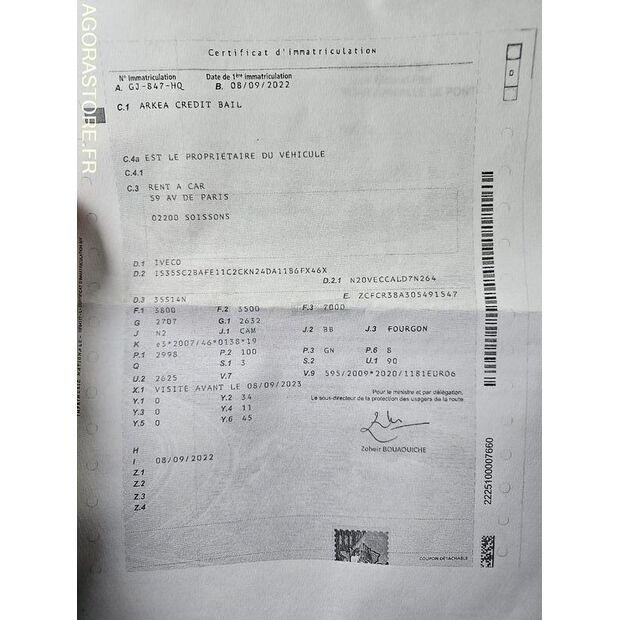 AGORASTORE.FR
Certificat d'immatriculation
N° immatriculation Date de 1ère immatriculation
A. GJ-847-HQ B. 08/09/2022
C.1 ARKEA CREDIT BAIL
C.4a EST LE PROPRIÉTAIRE DU VÉHICULE
C.4.1
C.3 RENT A CAR
59 AV DE PARIS
02200 SOISSONS
D.1 IVECO
D.2 IS35SC2BAFE11C2CKN24DA11B6FX46X
D.2.1 N20VECCALD7N264
D.3 35S14N E. ZCFCR38A305491547
F.1 3800 F.2 3500 F.3 7000
G 2707 G.1 2632
J N2 J.1 CAM J.2 BB J.3 FOURGON
K e3*2007/46*0138*19
P.1 2998 P.2 100 P.3 GN P.6 8
Q S.1 3 S.2 U.1 90
U.2 2625 V.7 V.9 595/2009*2020/1181EURO6
X.1 VISITE AVANT LE 08/09/2023
Y.1 0 Y.2 34
Y.3 0 Y.4 11
Y.5 0 Y.6 45
Pour le ministre et par délégation,
Le sous-directeur de la protection des usagers de la route
Zoheir BOUAOUICHE
H
I 08/09/2022
Z.1
Z.2
Z.3
Z.4
COUPON DÉTACHABLE
2225100007660